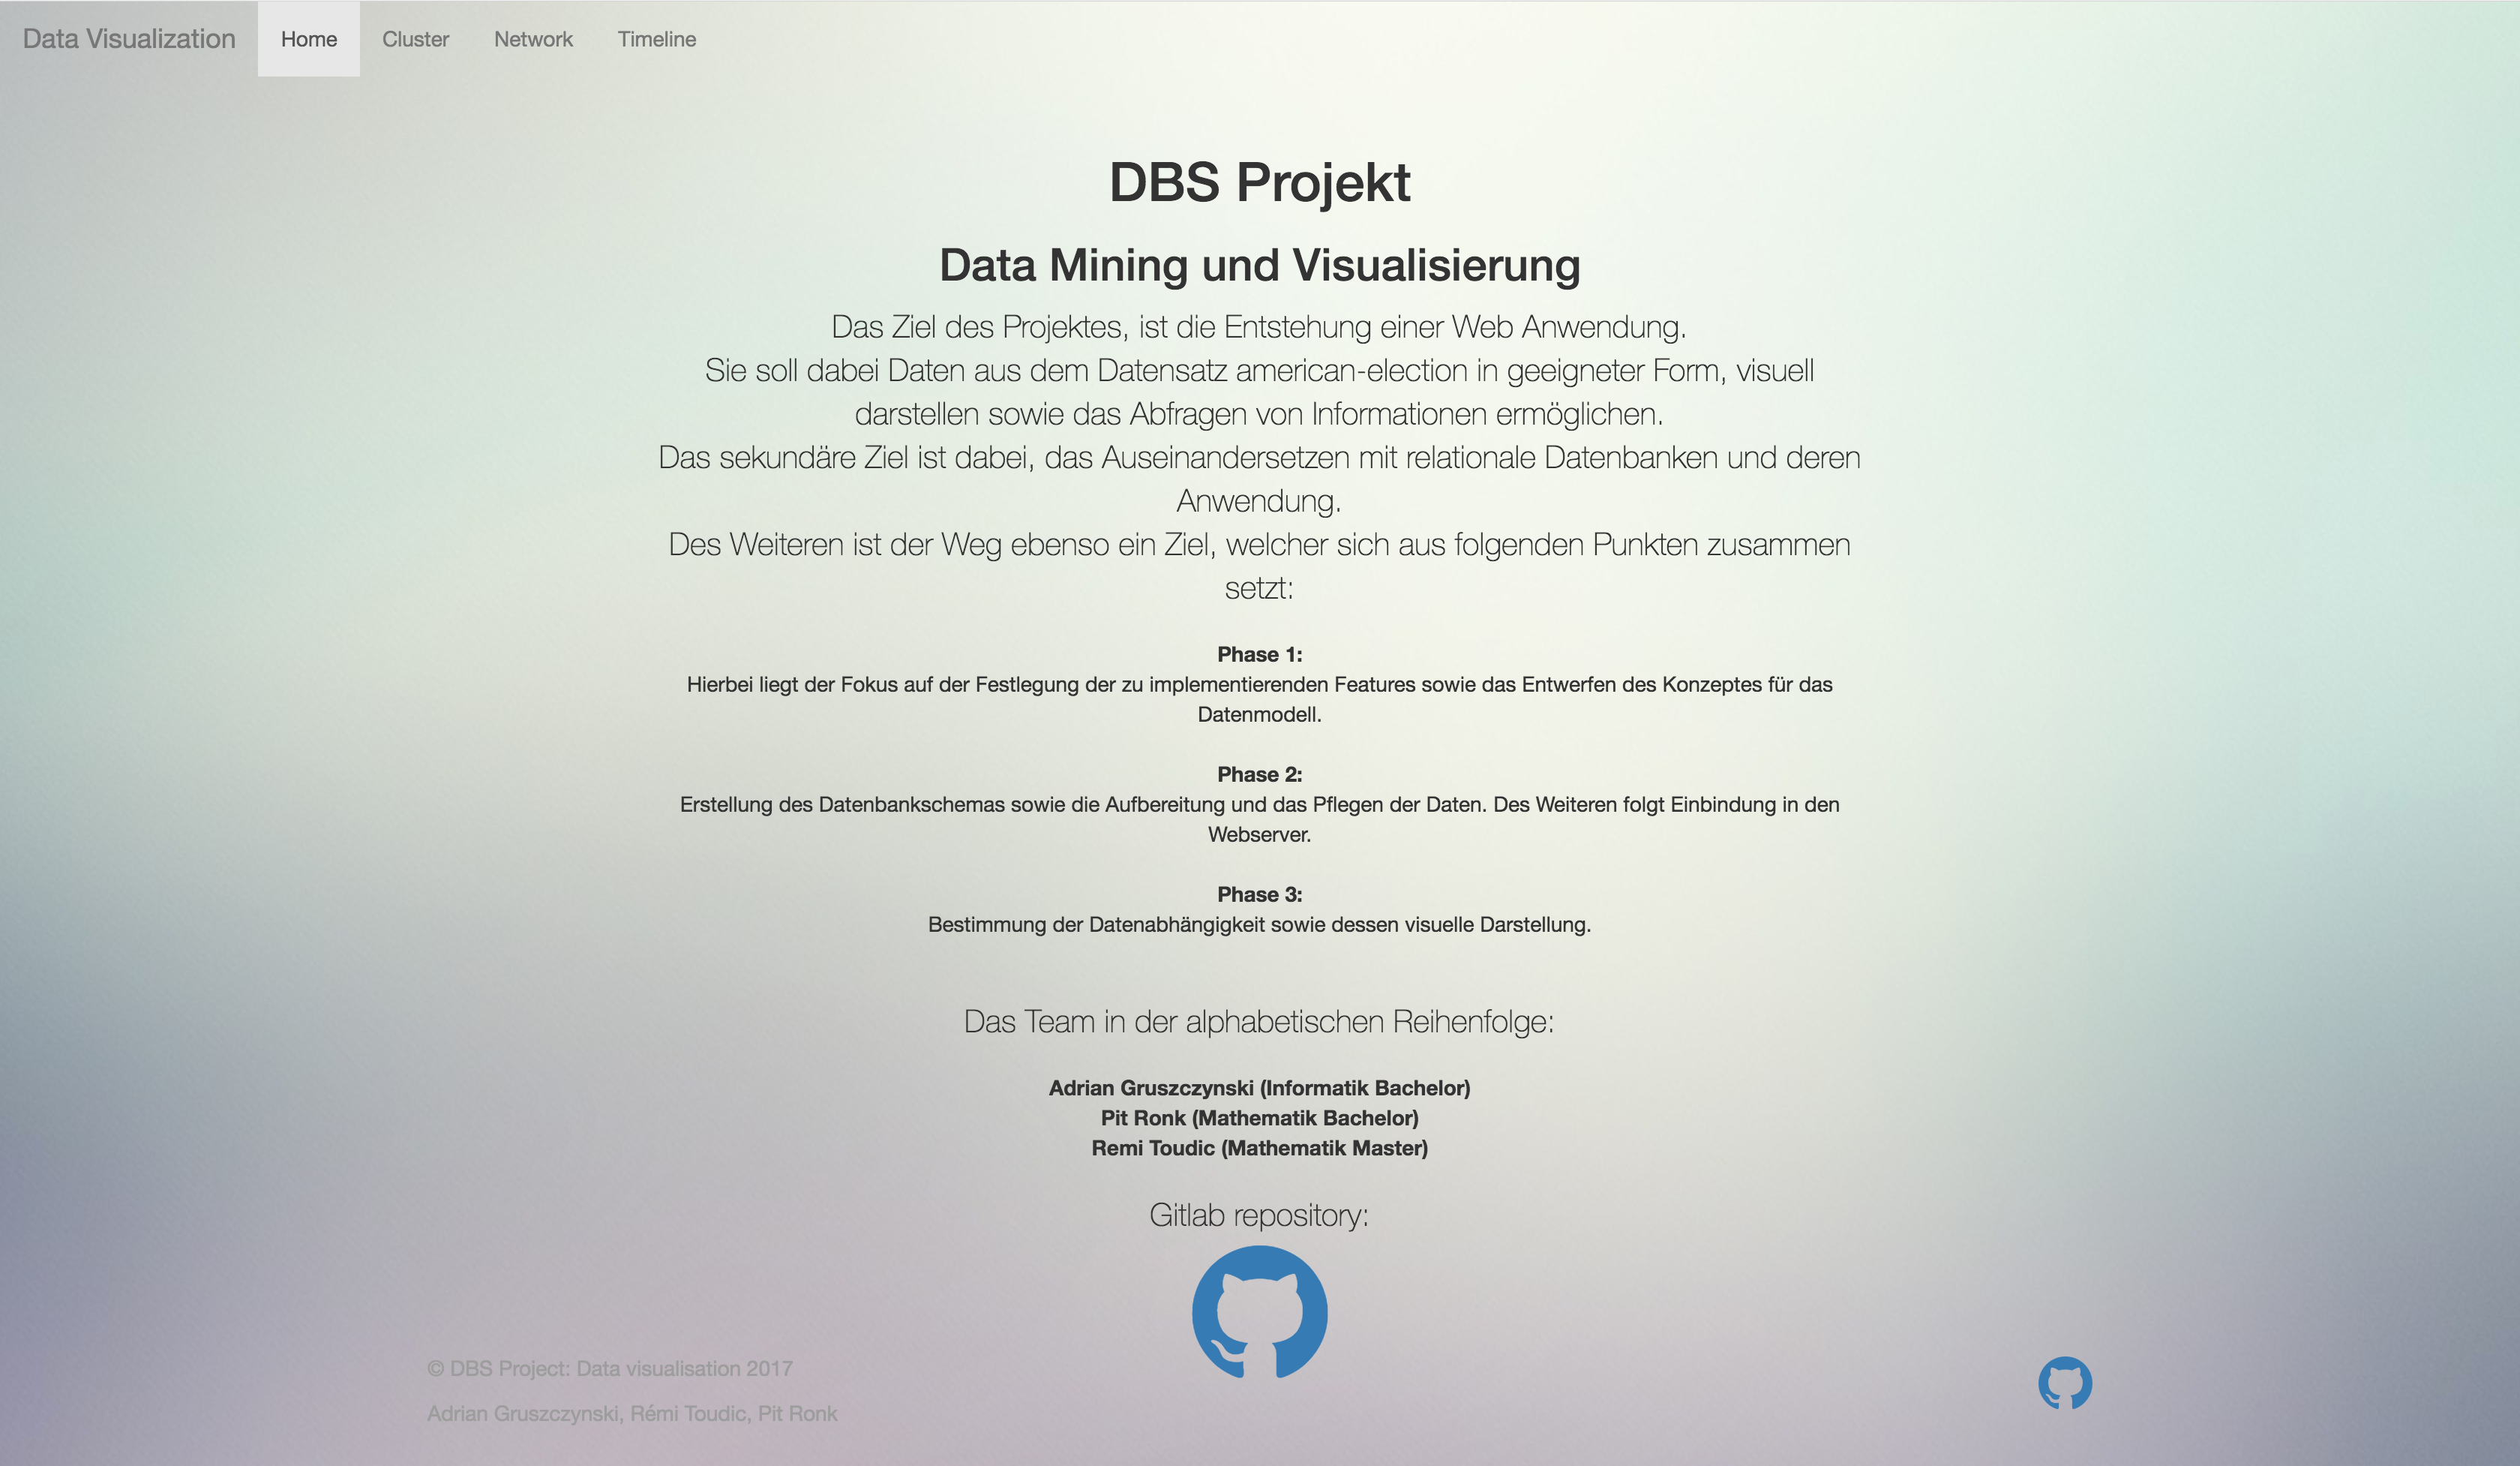 Data Visualization Home Cluster Network Timeline
DBS Projekt
Data Mining und Visualisierung
Das Ziel des Projektes, ist die Entstehung einer Web Anwendung.
Sie soll dabei Daten aus dem Datensatz american-election in geeigneter Form, visuell
darstellen sowie das Abfragen von Informationen ermöglichen.
Das sekundäre Ziel ist dabei, das Auseinandersetzen mit relationale Datenbanken und deren
Anwendung.
Des Weiteren ist der Weg ebenso ein Ziel, welcher sich aus folgenden Punkten zusammen
setzt:
Phase 1:
Hierbei liegt der Fokus auf der Festlegung der zu implementierenden Features sowie das Entwerfen des Konzeptes für das
Datenmodell.
Phase 2:
Erstellung des Datenbankschemas sowie die Aufbereitung und das Pflegen der Daten. Des Weiteren folgt Einbindung in den
Webserver.
Phase 3:
Bestimmung der Datenabhängigkeit sowie dessen visuelle Darstellung.
Das Team in der alphabetischen Reihenfolge:
Adrian Gruszczynski (Informatik Bachelor)
Pit Ronk (Mathematik Bachelor)
Remi Toudic (Mathematik Master)
Gitlab repository:
© DBS Project: Data visualisation 2017
Adrian Gruszczynski, Rémi Toudic, Pit Ronk